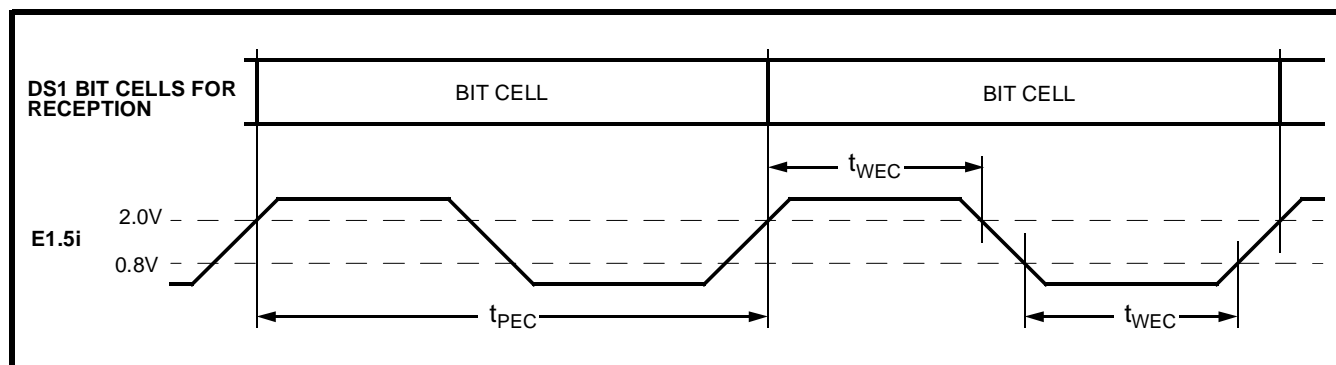 DS1 BIT CELLS FOR
RECEPTION
BIT CELL
BIT CELL
tWEC
2.0V
E1.5i
0.8V
tPEC
tWEC